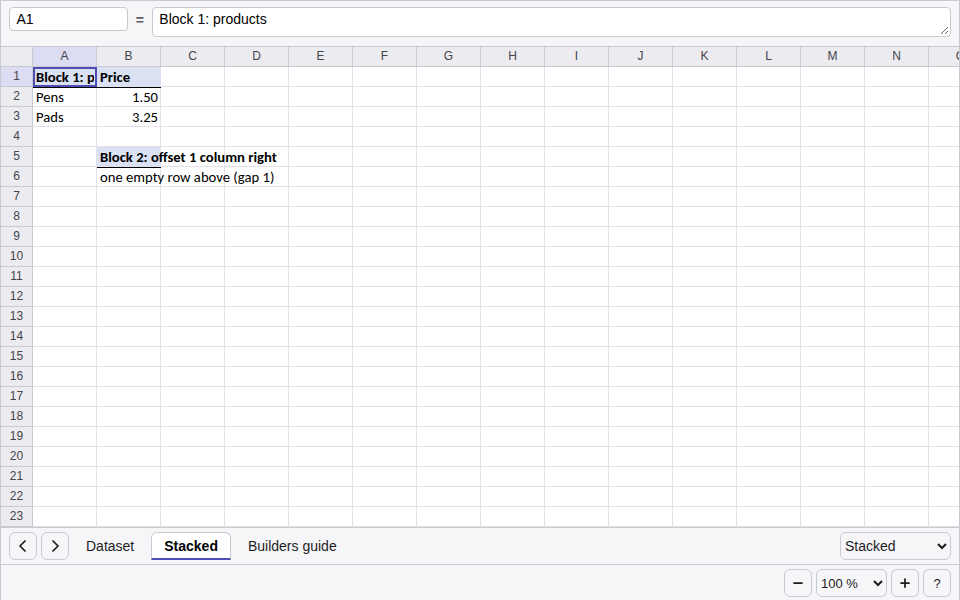 A1 = Block 1: products
A B C D E F G H I J K L M N
1 Block 1: p Price
2 Pens 1.50
3 Pads 3.25
4
5 Block 2: offset 1 column right
6 one empty row above (gap 1)
7
8
9
10
11
12
13
14
15
16
17
18
19
20
21
22
23
Dataset Stacked Builders guide Stacked
− 100 % + ?